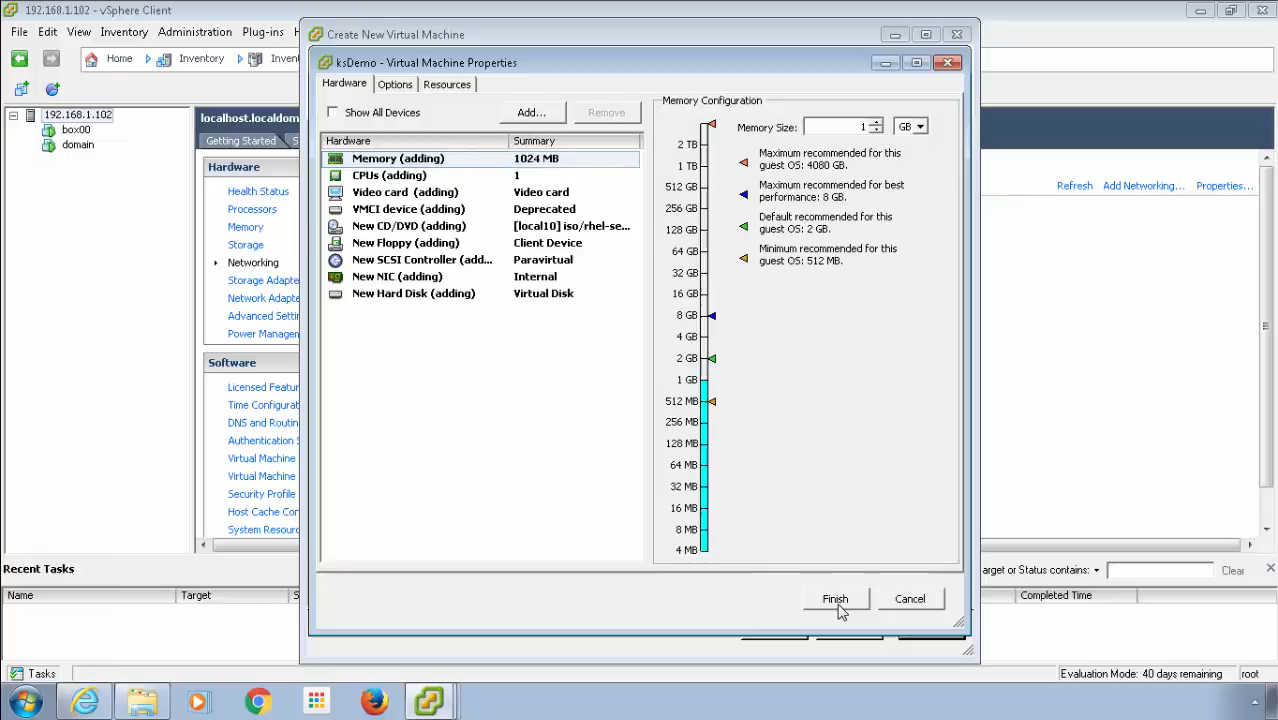 192.168.1.102 - vSphere Client
File Edit View Inventory Administration Plug-ins
Home Inventory
192.168.1.102
box00
domain
localhost.localdom
Getting Started
Hardware
Health Status
Processors
Memory
Storage
Networking
Storage Adapte
Network Adapte
Advanced Setti
Power Managem
Software
Licensed Featur
Time Configurat
DNS and Routin
Authentication S
Virtual Machine
Virtual Machine
Security Profile
Host Cache Con
System Resourc
Create New Virtual Machine
ksDemo - Virtual Machine Properties
Hardware Options Resources
Show All Devices Add... Remove
Hardware Summary
Memory (adding) 1024 MB
CPUs (adding) 1
Video card (adding) Video card
VMCI device (adding) Deprecated
New CD/DVD (adding) [local10] iso/rhel-se...
New Floppy (adding) Client Device
New SCSI Controller (add... Paravirtual
New NIC (adding) Internal
New Hard Disk (adding) Virtual Disk
Memory Configuration
Memory Size: 1 GB
2 TB
1 TB
512 GB
256 GB
128 GB
64 GB
32 GB
16 GB
8 GB
4 GB
2 GB
1 GB
512 MB
256 MB
128 MB
64 MB
32 MB
16 MB
8 MB
4 MB
Maximum recommended for this
guest OS: 4080 GB.
Maximum recommended for best
performance: 8 GB.
Default recommended for this
guest OS: 2 GB.
Minimum recommended for this
guest OS: 512 MB.
Finish Cancel
Refresh Add Networking... Properties...
Recent Tasks
arget or Status contains: Clear
Name Target Completed Time
Tasks Evaluation Mode: 40 days remaining root